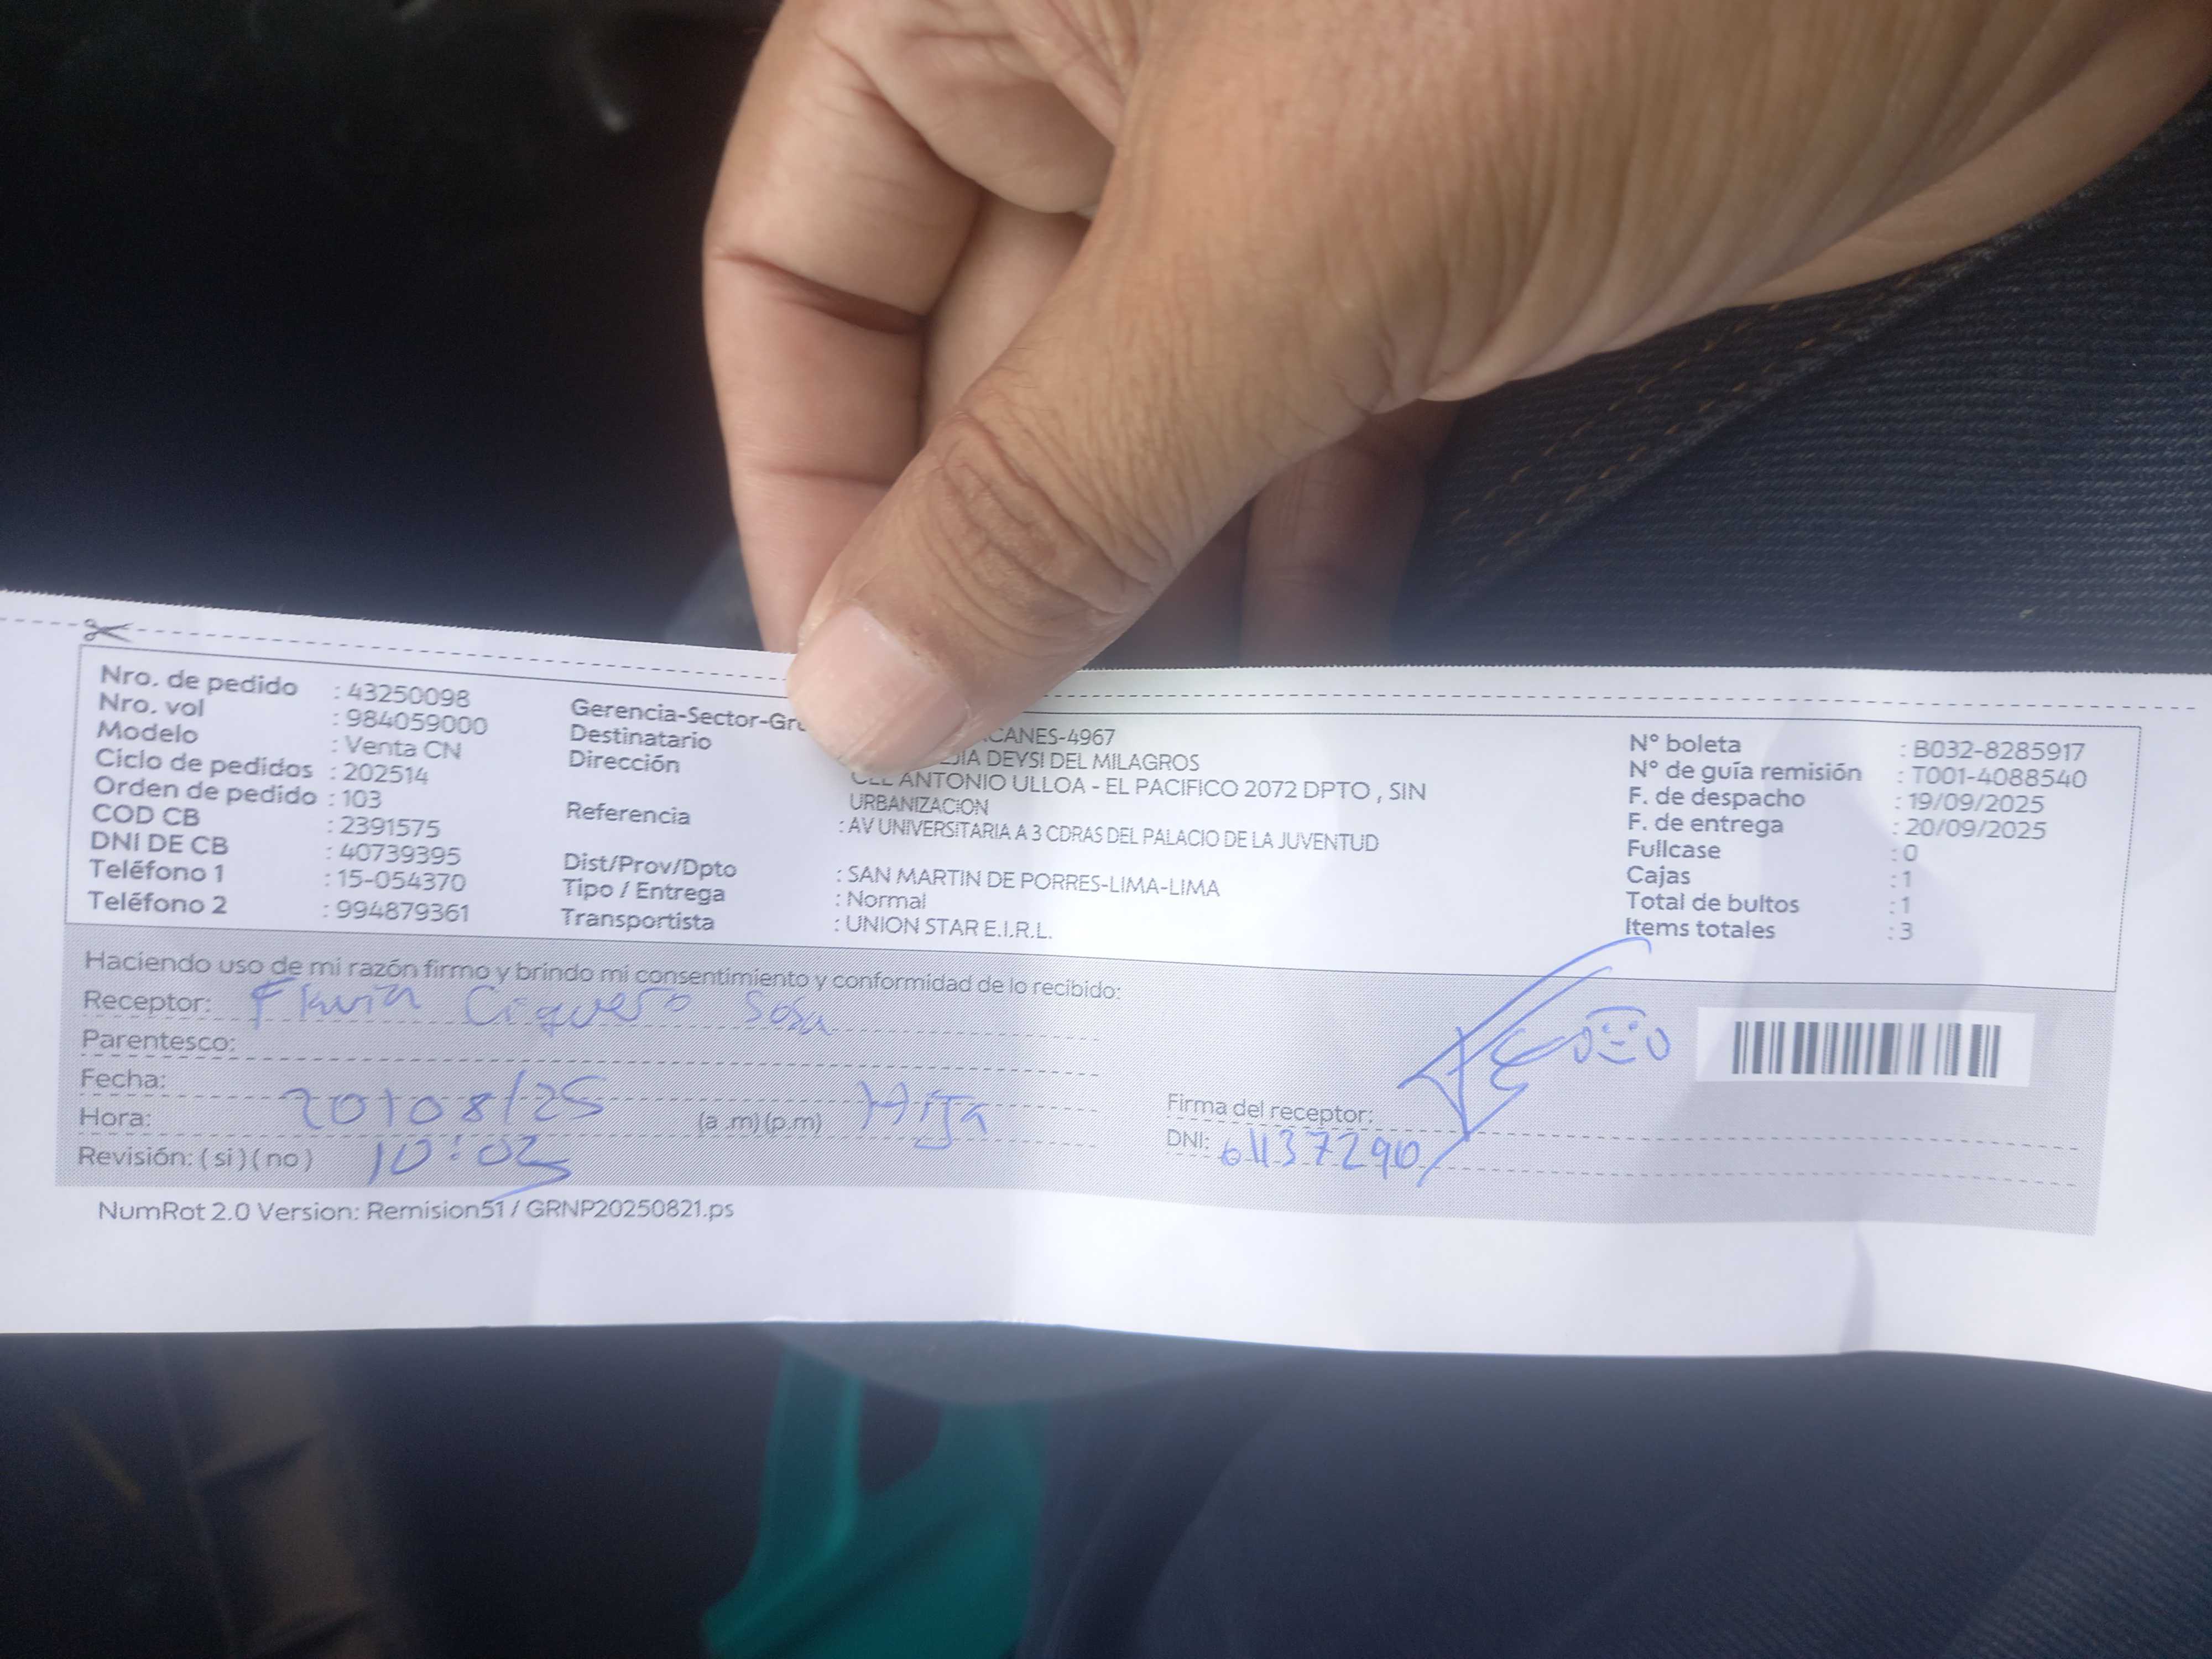 Nro. de pedido : 43250098
Nro. vol : 984059000
Modelo : Venta CN
Ciclo de pedidos : 202514
Orden de pedido : 103
COD CB : 2391575
DNI DE CB : 40739395
Teléfono 1 : 15-054370
Teléfono 2 : 994879361
Gerencia-Sector-Gr CANES-4967
Destinatario DEYSI DEL MILAGROS
Dirección ANTONIO ULLOA - EL PACIFICO 2072 DPTO , SIN
URBANIZACION
Referencia : AV UNIVERSITARIA A 3 CDRAS DEL PALACIO DE LA JUVENTUD
Dist/Prov/Dpto : SAN MARTIN DE PORRES-LIMA-LIMA
Tipo / Entrega : Normal
Transportista : UNION STAR E.I.R.L.
N° boleta : B032-8285917
N° de guía remisión : T001-4088540
F. de despacho : 19/09/2025
F. de entrega : 20/09/2025
Fullcase : 0
Cajas : 1
Total de bultos : 1
Items totales : 3
Haciendo uso de mi razón firmo y brindo mi consentimiento y conformidad de lo recibido:
Receptor: Flavia Sosa
Parentesco:
Fecha: 20/08/25
Hora: (a .m) (p.m) Hija
Revisión: ( si ) ( no ) 10:03
Firma del receptor:
DNI: 61137290
NumRot 2.0 Version: Remision51 / GRNP20250821.ps